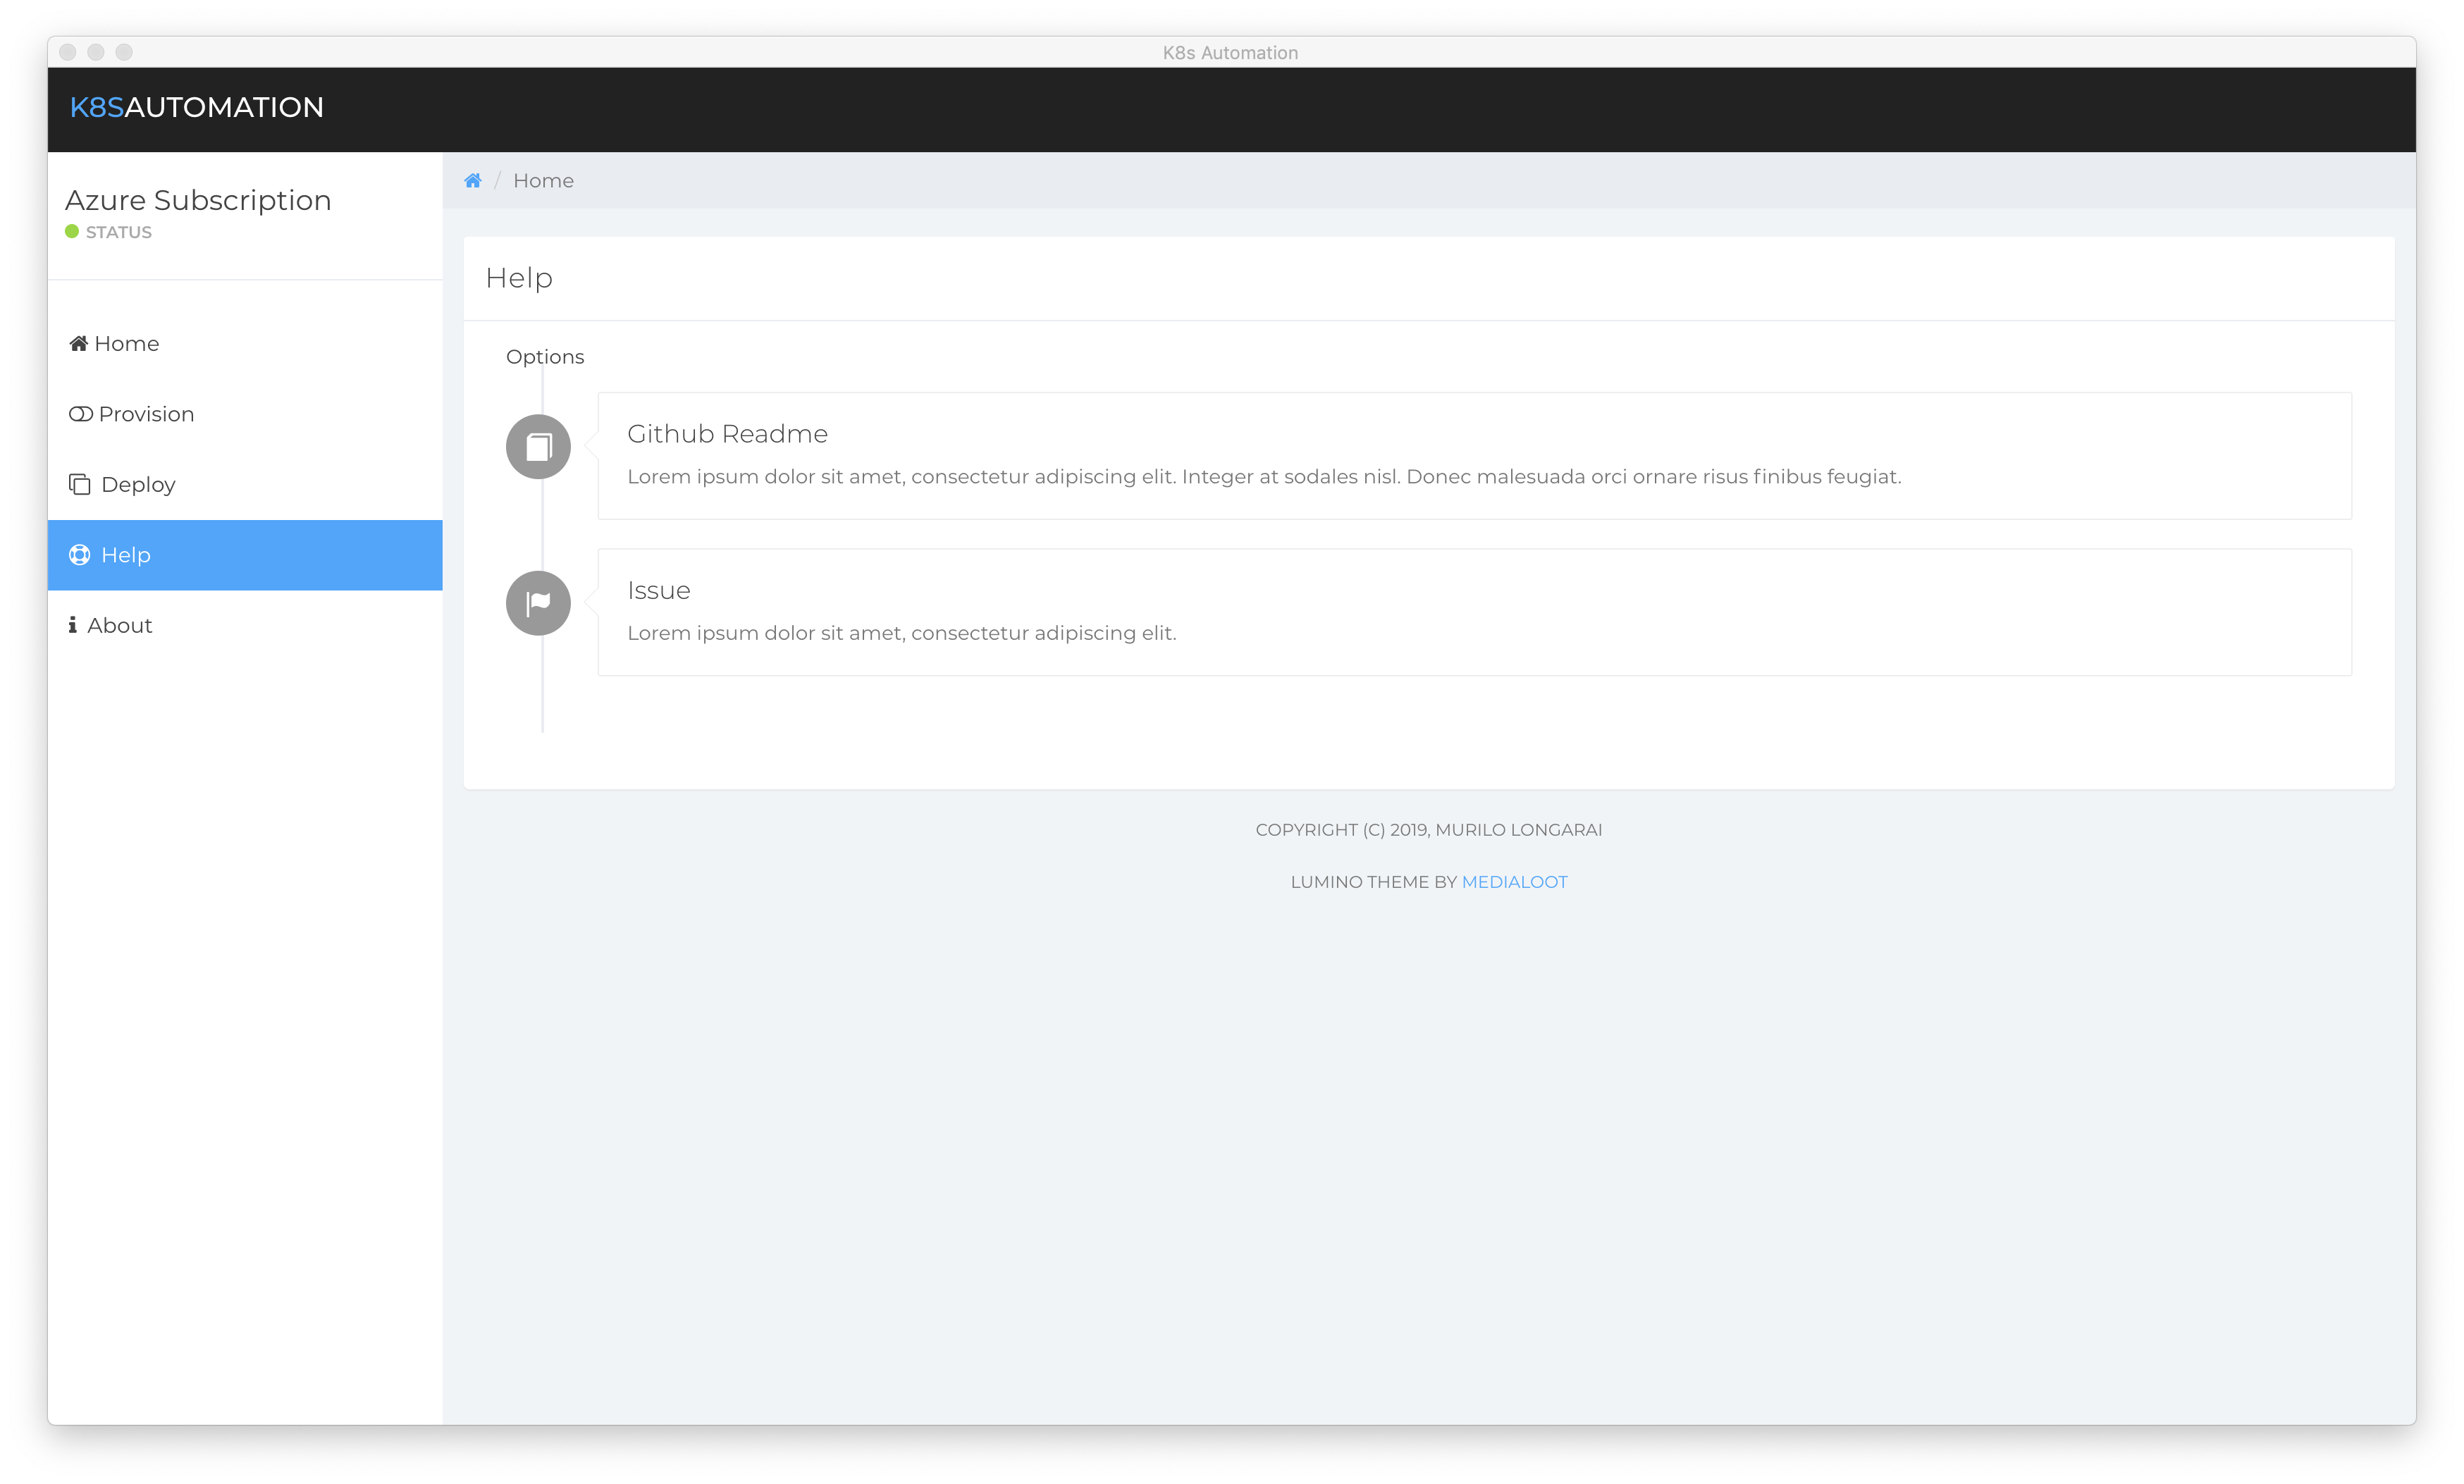 K8s Automation
K8SAUTOMATION
Azure Subscription
STATUS
Home
Provision
Deploy
Help
About
/ Home
Help
Options
Github Readme
Lorem ipsum dolor sit amet, consectetur adipiscing elit. Integer at sodales nisl. Donec malesuada orci ornare risus finibus feugiat.
Issue
Lorem ipsum dolor sit amet, consectetur adipiscing elit.
COPYRIGHT (C) 2019, MURILO LONGARAI
LUMINO THEME BY MEDIALOOT